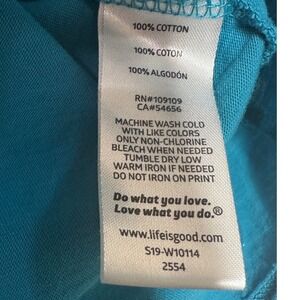 100% COTTON
100% COTON
100% ALGODÓN
RN#109109
CA#54656
MACHINE WASH COLD
WITH LIKE COLORS
ONLY NON-CHLORINE
BLEACH WHEN NEEDED
TUMBLE DRY LOW
WARM IRON IF NEEDED
DO NOT IRON ON PRINT
Do what you love.
Love what you do.®
www.lifeisgood.com
S19-W10114
2554